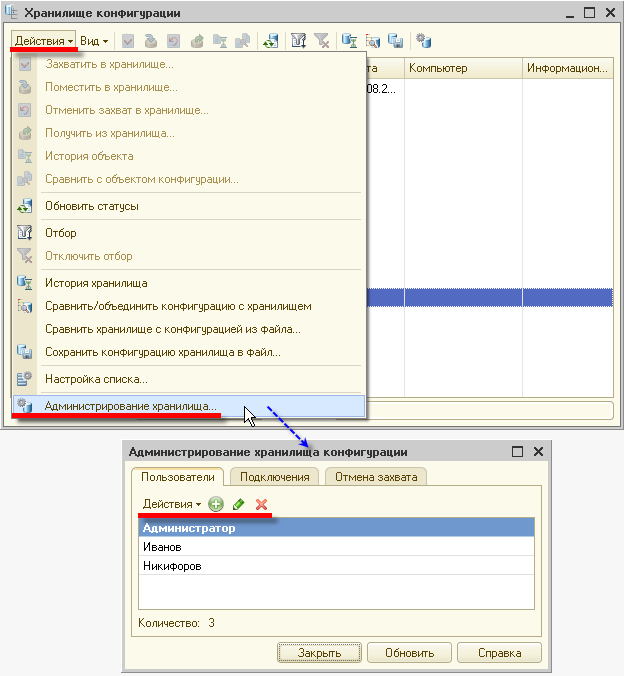 Хранилище конфигурации
Действия Вид
та Компьютер Информацион...
08.2...
Захватить в хранилище...
Поместить в хранилище...
Отменить захват в хранилище...
Получить из хранилища...
История объекта
Сравнить с объектом конфигурации...
Обновить статусы
Отбор
Отключить отбор
История хранилища
Сравнить/объединить конфигурацию с хранилищем
Сравнить хранилище с конфигурацией из файла...
Сохранить конфигурацию хранилища в файл...
Настройка списка...
Администрирование хранилища...
Администрирование хранилища конфигурации
Пользователи Подключения Отмена захвата
Действия
Администратор
Иванов
Никифоров
Количество: 3
Закрыть Обновить Справка